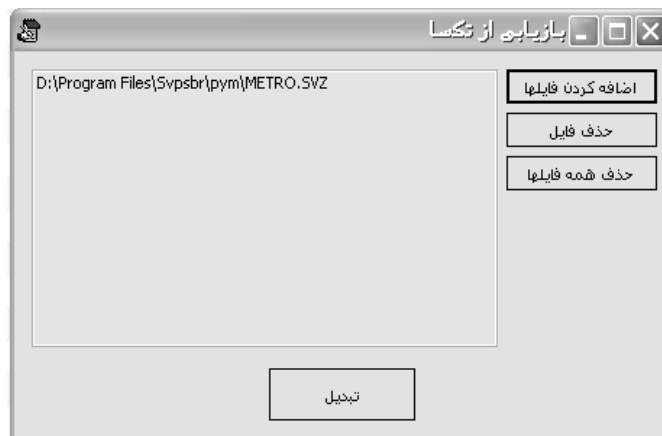 بازیابی از تکسا
D:\Program Files\Svpsbr\pym\METRO.SVZ
اضافه کردن فایلها
حذف فایل
حذف همه فایلها
تبدیل